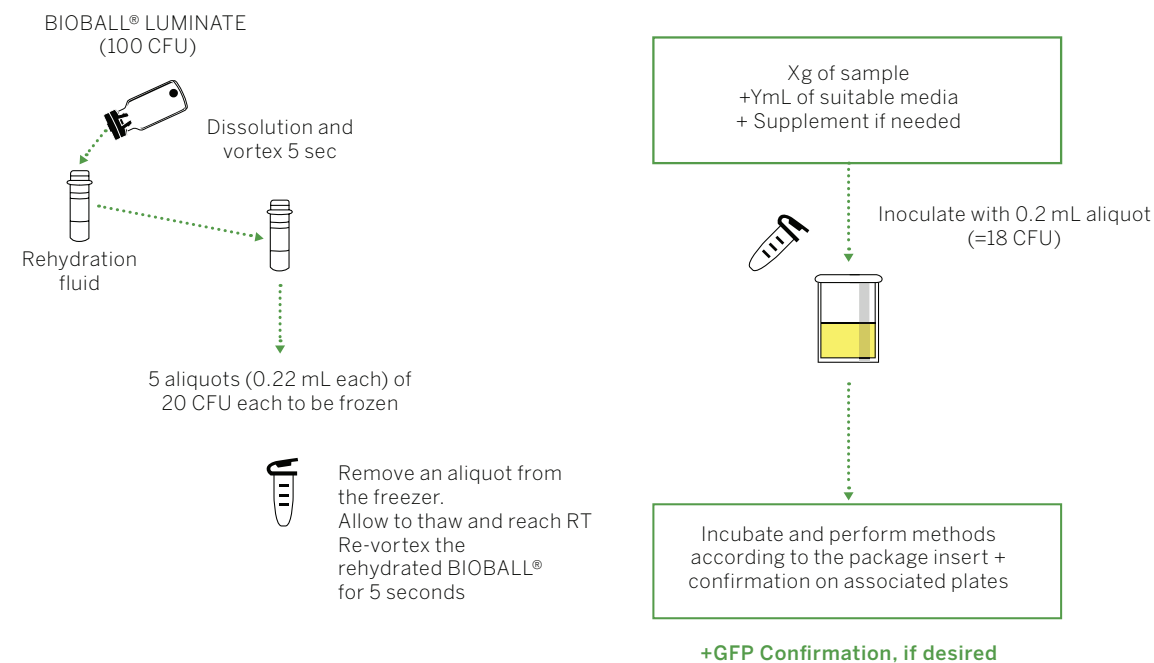 BIOBALL® LUMINATE
(100 CFU)
Dissolution and
vortex 5 sec
Rehydration
fluid
5 aliquots (0.22 mL each) of
20 CFU each to be frozen
Remove an aliquot from
the freezer.
Allow to thaw and reach RT
Re-vortex the
rehydrated BIOBALL®
for 5 seconds
Xg of sample
+YmL of suitable media
+ Supplement if needed
Inoculate with 0.2 mL aliquot
(=18 CFU)
Incubate and perform methods
according to the package insert +
confirmation on associated plates
+GFP Confirmation, if desired